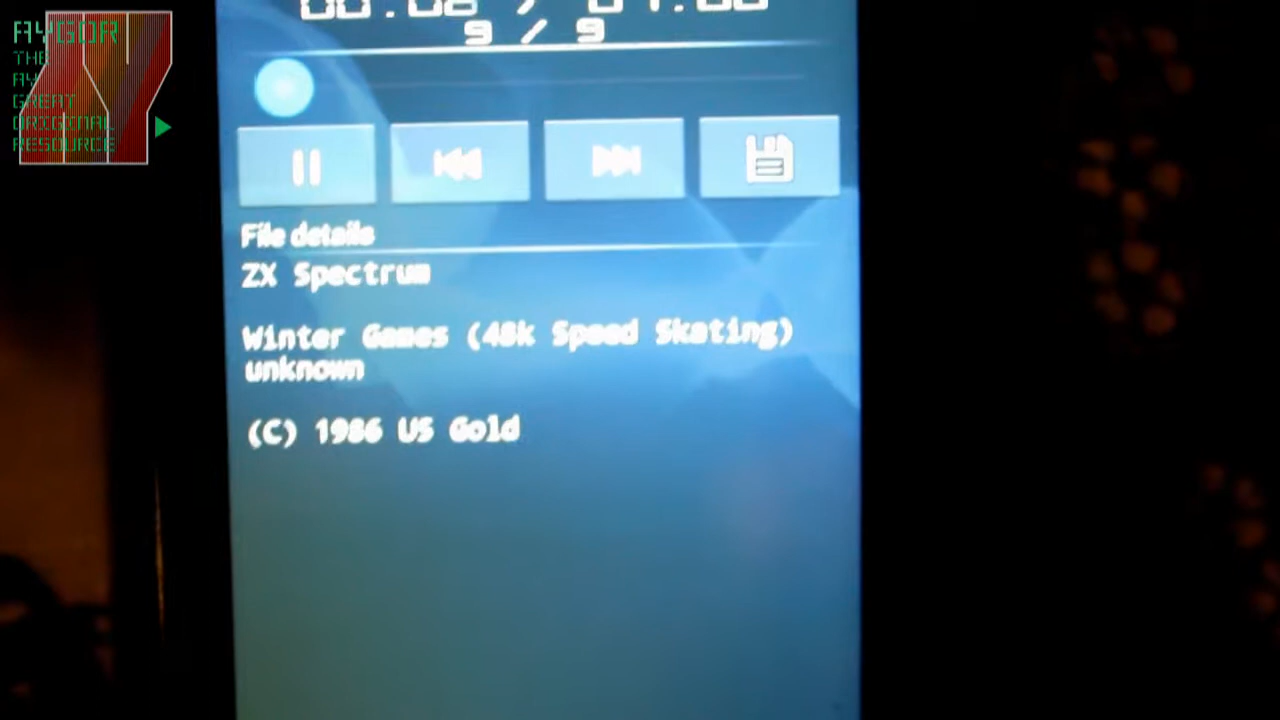 AYGOR
THE
AY
GREAT
ORIGINAL
RESOURCE
9 / 9
File details
ZX Spectrum
Winter Games (48k Speed Skating)
unknown
(C) 1986 US Gold